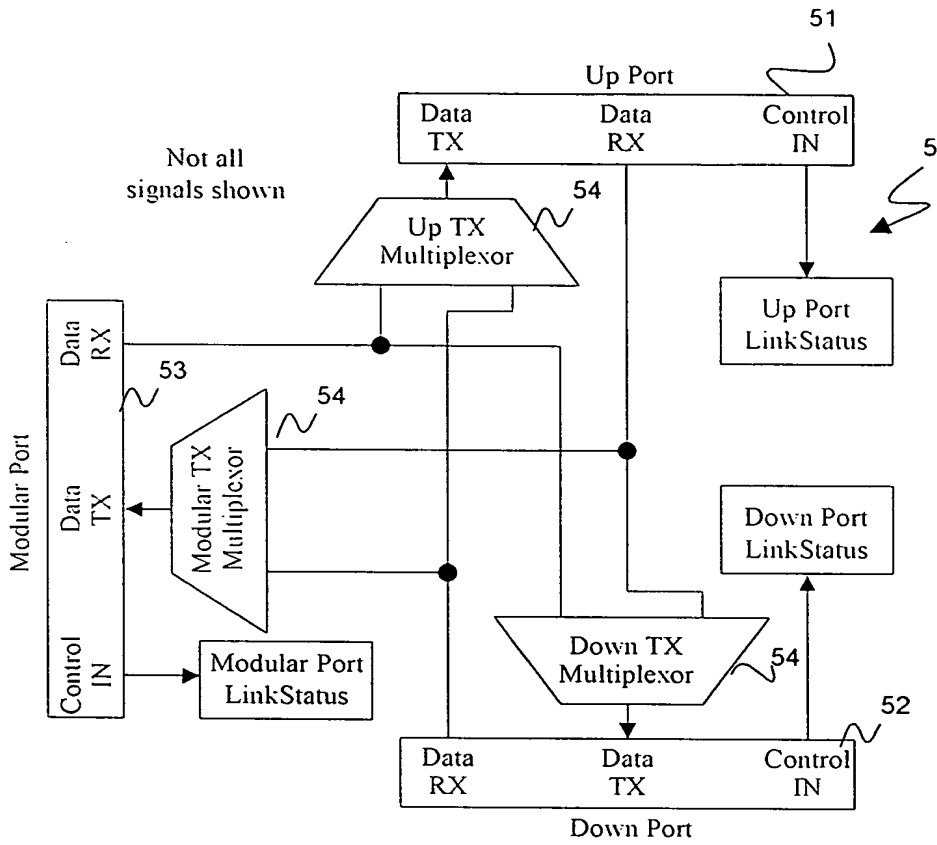 51
Up Port
Data
TX
Data
RX
Control
IN
Not all
signals shown
5
54
Up TX
Multiplexor
Up Port
LinkStatus
Data
RX
53
54
Modular Port
Data
TX
Modular TX
Multiplexor
Down Port
LinkStatus
Control
IN
Modular Port
LinkStatus
Down TX
Multiplexor
54
52
Data
RX
Data
TX
Control
IN
Down Port